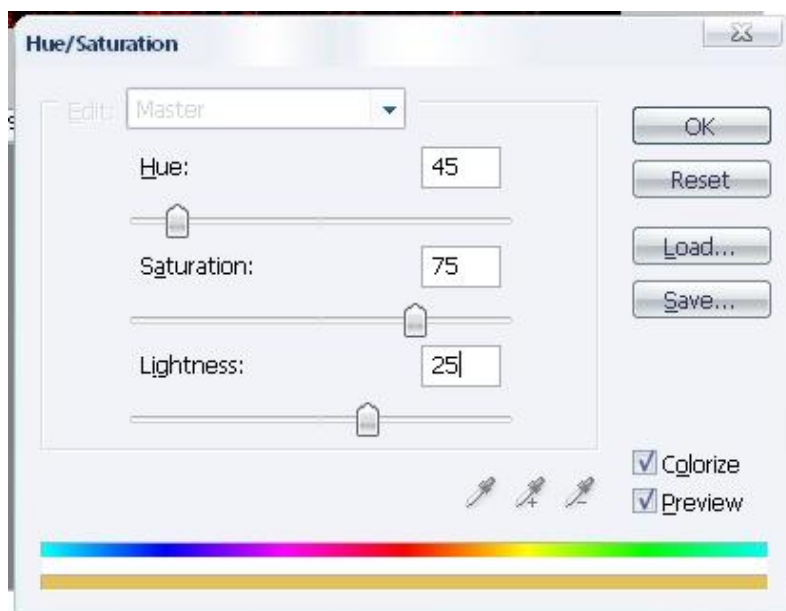 Hue/Saturation
Edit: Master
Hue: 45
Saturation: 75
Lightness: 25
OK
Reset
Load...
Save...
Colorize
Preview